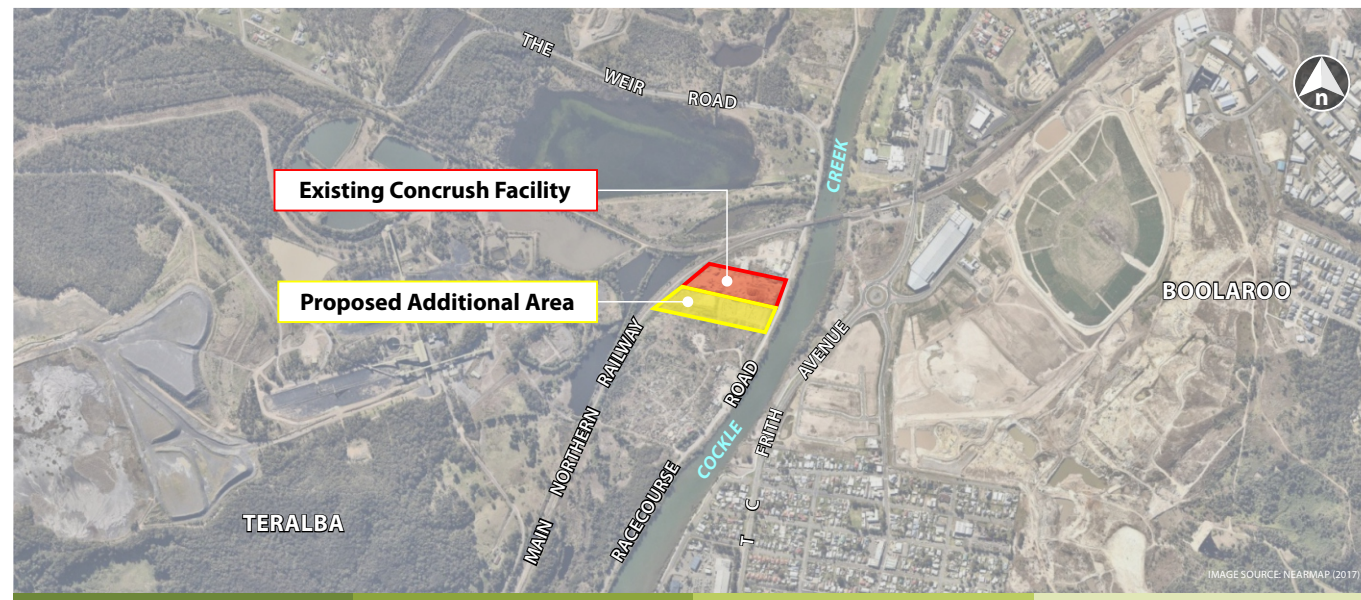 THE WEIR ROAD
n
CREEK
Existing Concrush Facility
Proposed Additional Area
BOOLAROO
MAIN NORTHERN RAILWAY
RACECOURSE ROAD
COCKLE
T C FRITH AVENUE
TERALBA
IMAGE SOURCE: NEARMAP (2017)